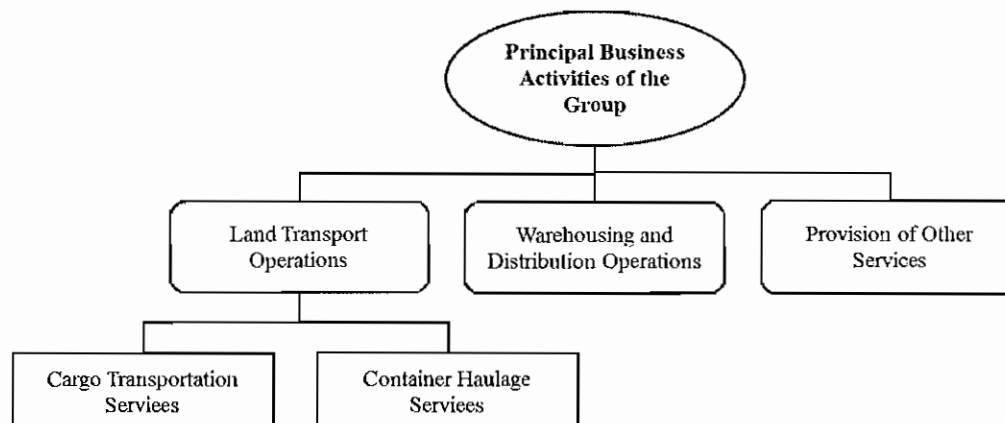 Principal Business
Activities of the
Group
Land Transport
Operations
Warehousing and
Distribution Operations
Provision of Other
Services
Cargo Transportation
Serviees
Container Haulage
Serviees